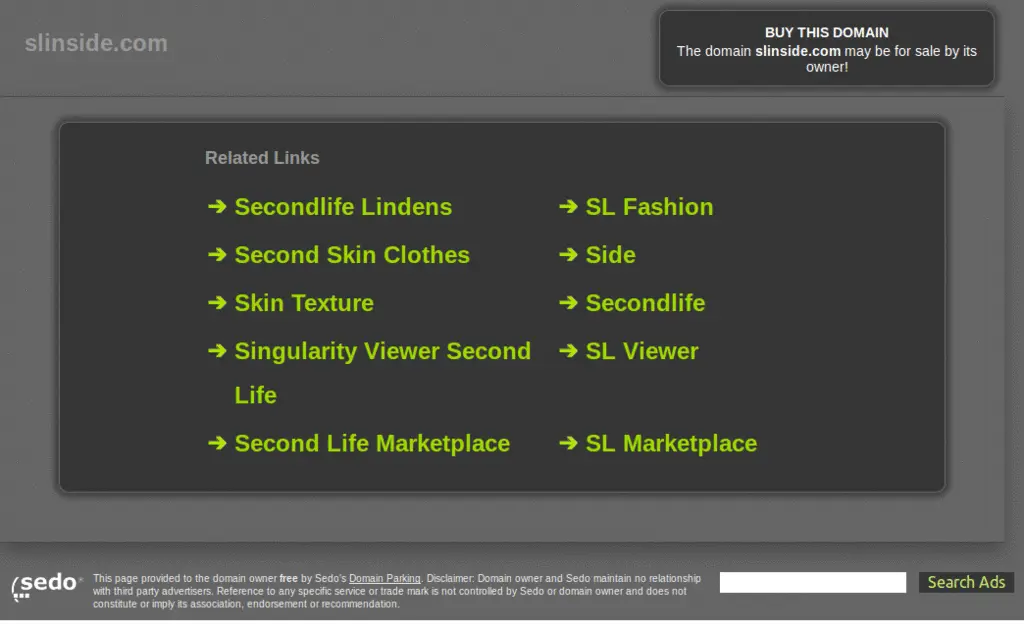 slinside.com
BUY THIS DOMAIN
The domain slinside.com may be for sale by its
owner!
Related Links
➔ Secondlife Lindens
➔ SL Fashion
➔ Second Skin Clothes
➔ Side
➔ Skin Texture
➔ Secondlife
➔ Singularity Viewer Second
Life
➔ SL Viewer
➔ Second Life Marketplace
➔ SL Marketplace
sedo
This page provided to the domain owner free by Sedo's Domain Parking. Disclaimer: Domain owner and Sedo maintain no relationship
with third party advertisers. Reference to any specific service or trade mark is not controlled by Sedo or domain owner and does not
constitute or imply its association, endorsement or recommendation.
Search Ads